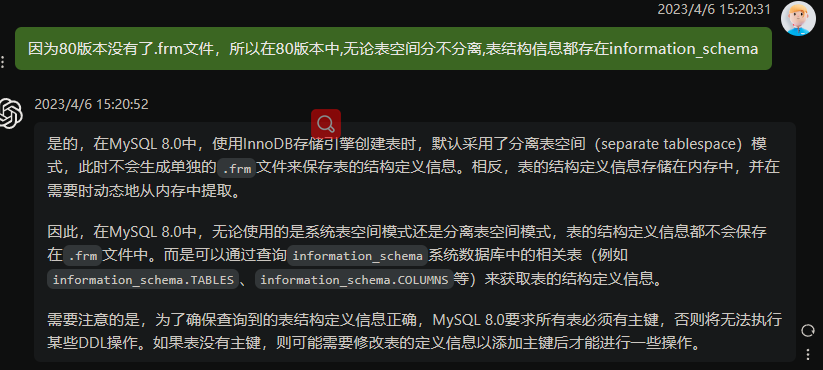 2023/4/6 15:20:31
因为80版本没有了.frm文件，所以在80版本中,无论表空间分不分离,表结构信息都存在information_schema
2023/4/6 15:20:52
是的，在MySQL 8.0中，使用InnoDB存储引擎创建表时，默认采用了分离表空间（separate tablespace）模
式，此时不会生成单独的 .frm 文件来保存表的结构定义信息。相反，表的结构定义信息存储在内存中，并在
需要时动态地从内存中提取。
因此，在MySQL 8.0中，无论使用的是系统表空间模式还是分离表空间模式，表的结构定义信息都不会保存
在 .frm 文件中。而是可以通过查询 information_schema 系统数据库中的相关表（例如
information_schema.TABLES 、 information_schema.COLUMNS 等）来获取表的结构定义信息。
需要注意的是，为了确保查询到的表结构定义信息正确，MySQL 8.0要求所有表必须有主键，否则将无法执行
某些DDL操作。如果表没有主键，则可能需要修改表的定义信息以添加主键后才能进行一些操作。